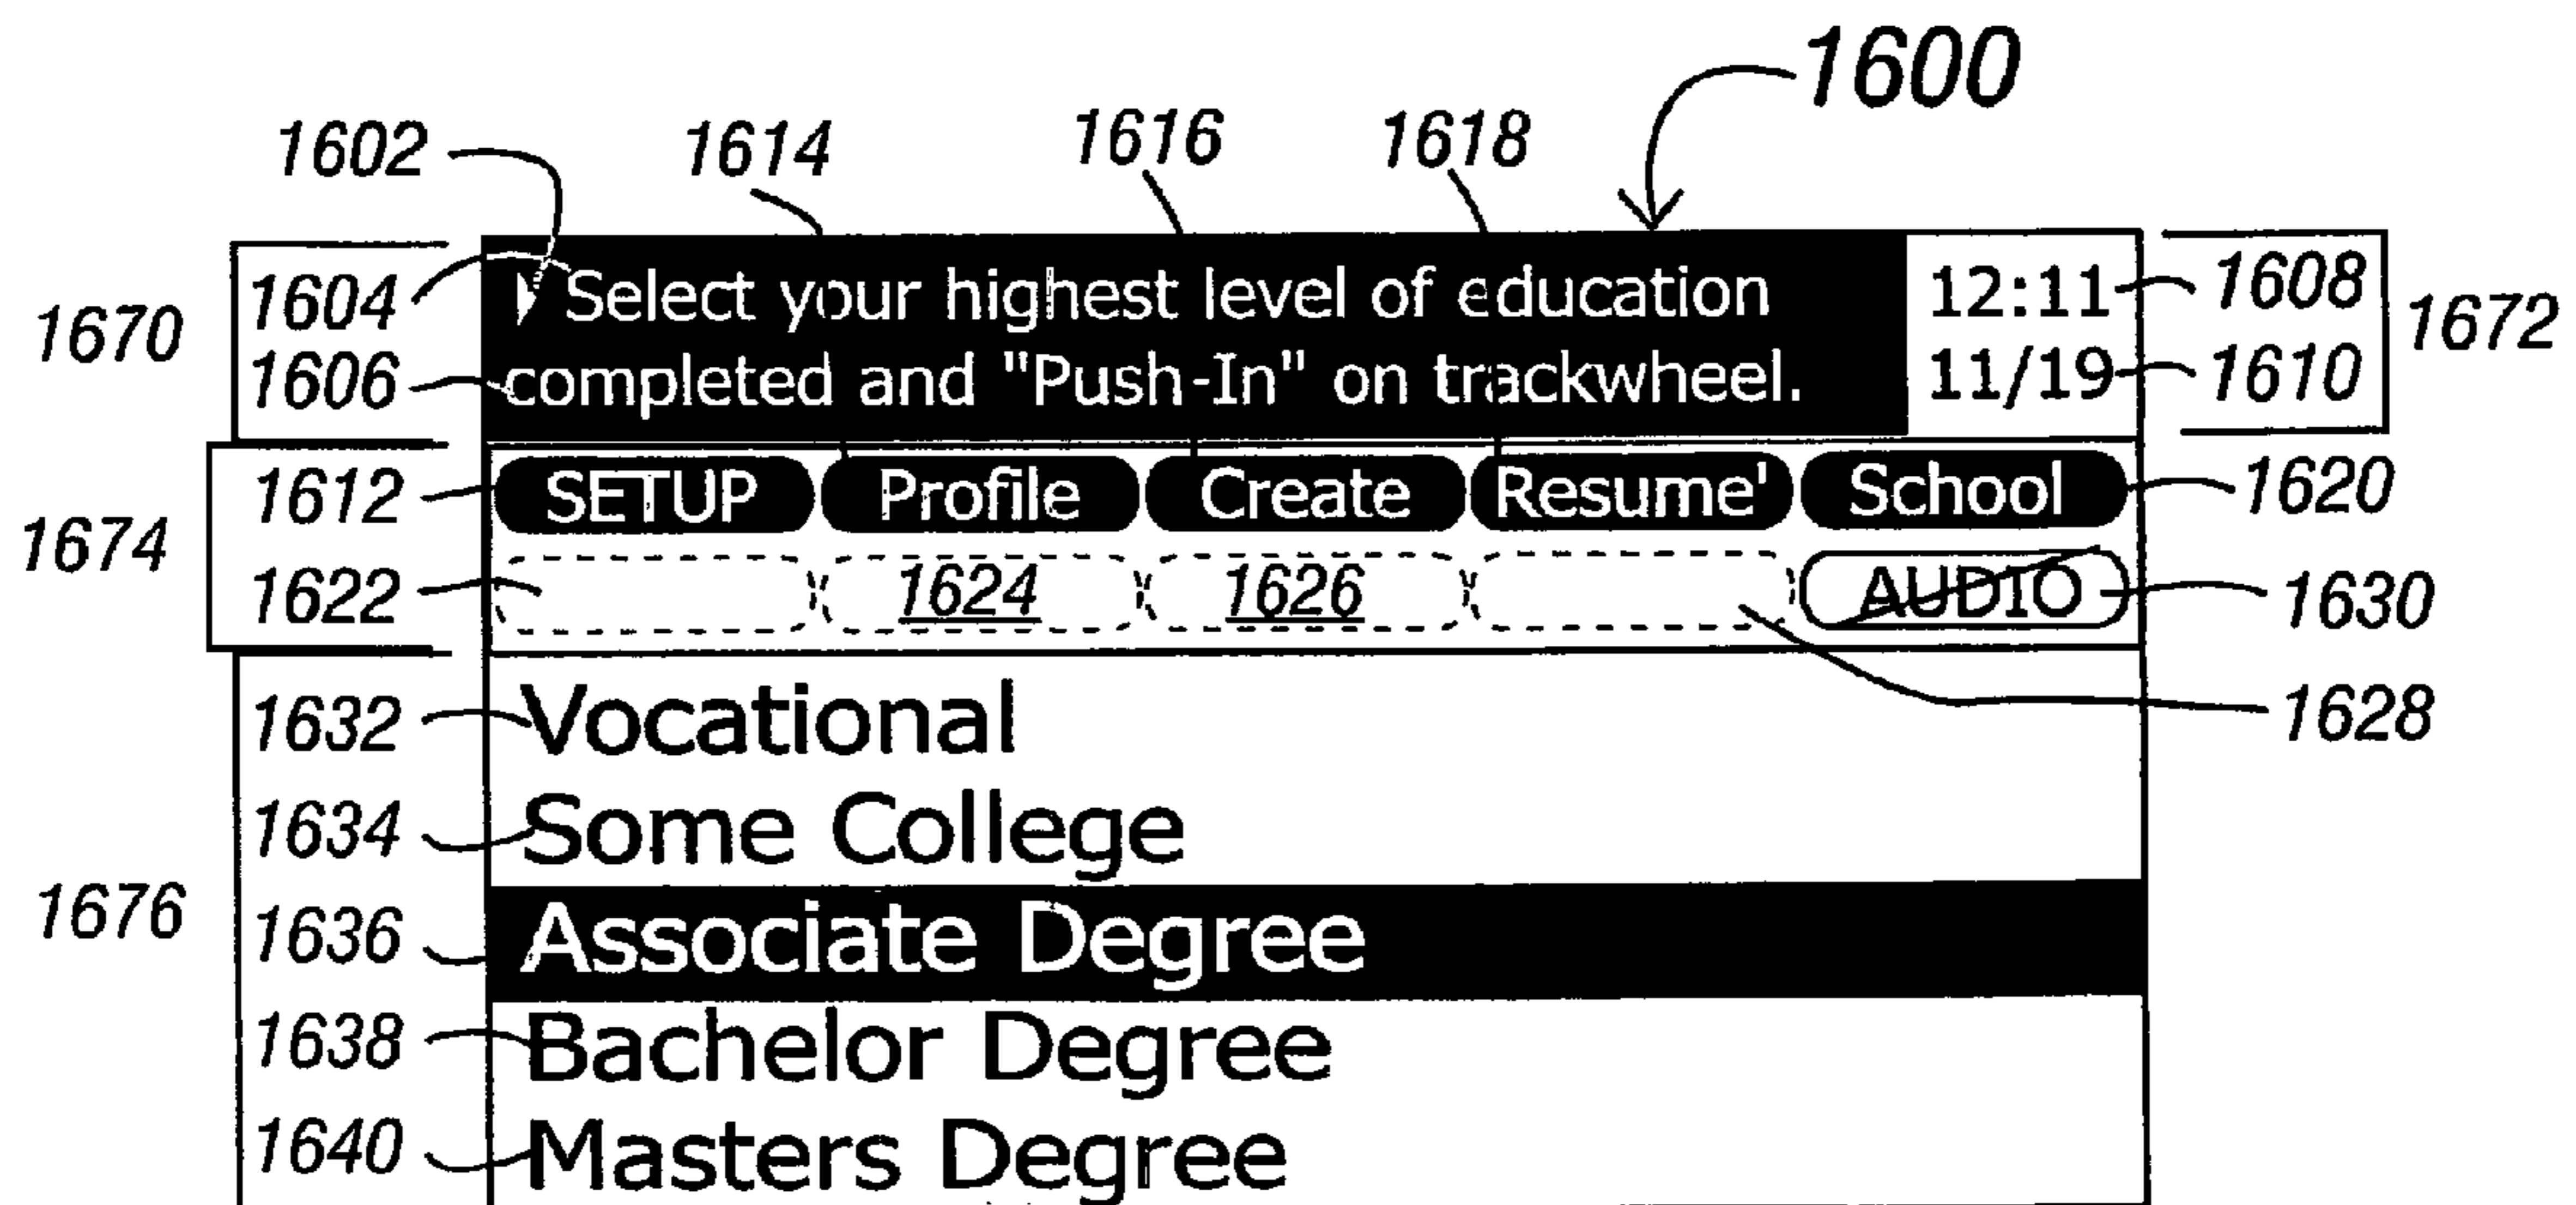 1600
1602 1614 1616 1618
1670 1604 Select your highest level of education 12:11 1608 1672
1606 completed and "Push-In" on trackwheel. 11/19 1610
1674 1612 SETUP Profile Create Resume' School 1620
1622 1624 1626 AUDIO 1630
1632 Vocational 1628
1634 Some College
1676 1636 Associate Degree
1638 Bachelor Degree
1640 Masters Degree